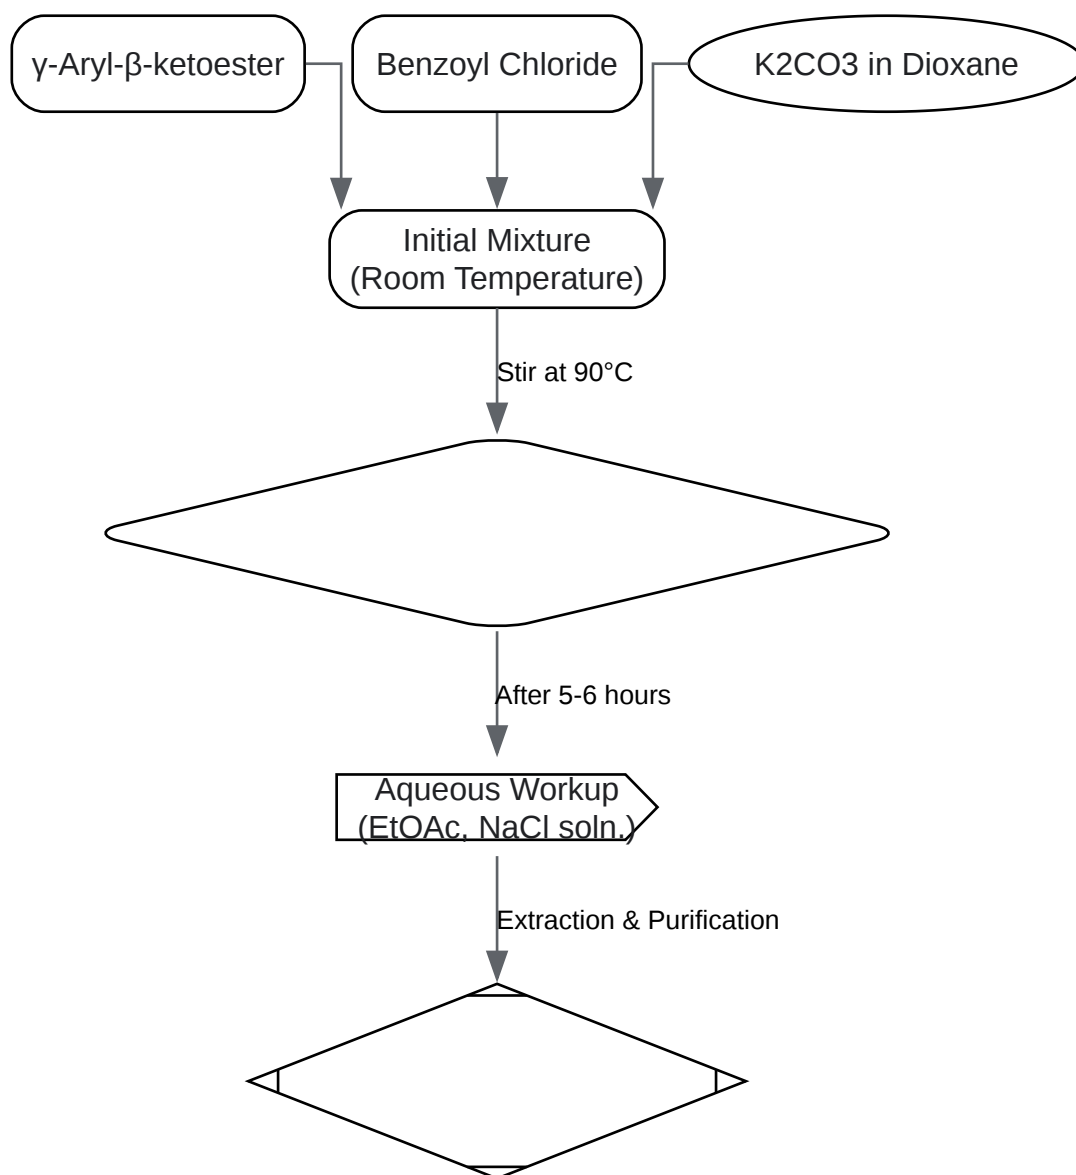 γ-Aryl-β-ketoester
Benzoyl Chloride
K2CO3 in Dioxane
Initial Mixture
(Room Temperature)
Stir at 90°C
After 5-6 hours
Aqueous Workup
(EtOAc, NaCl soln.)
Extraction & Purification